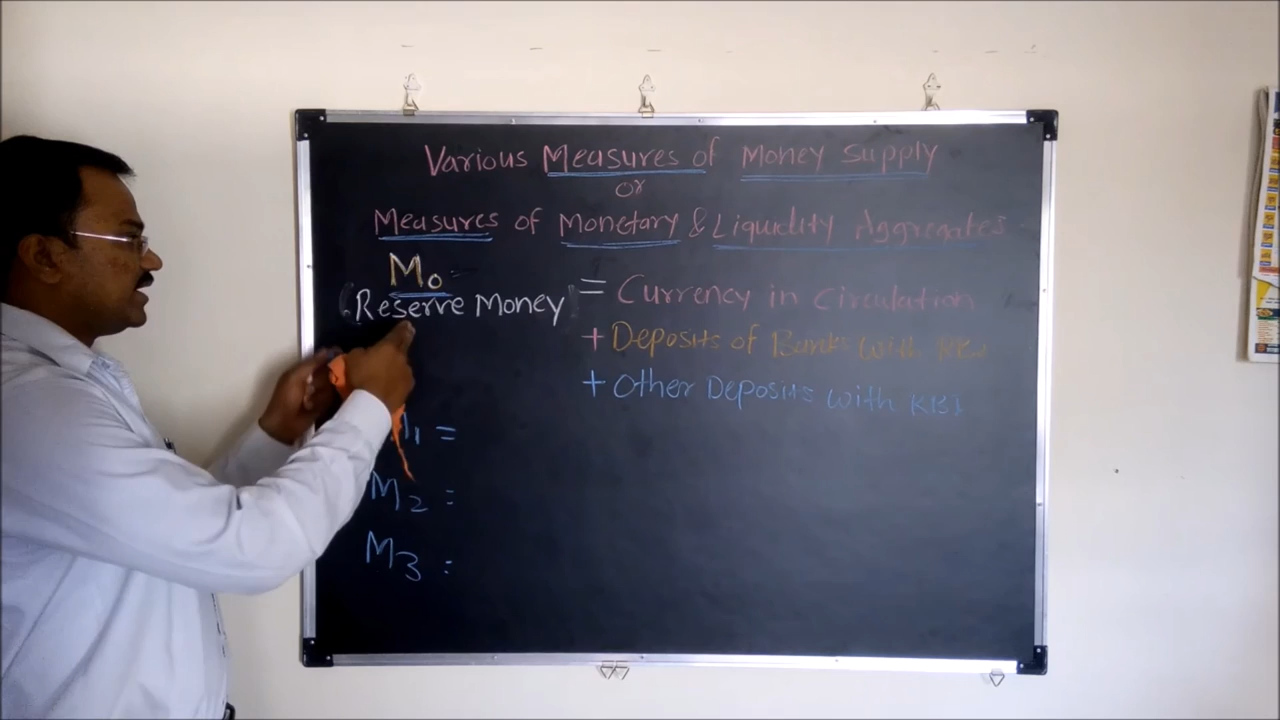 Various Measures of Money Supply
or
Measures of Monetary & Liquidity Aggregates
M0
(Reserve Money) = Currency in Circulation
+ Deposits of Banks with RBI
+ Other Deposits with RBI
M1 =
M2 =
M3 :